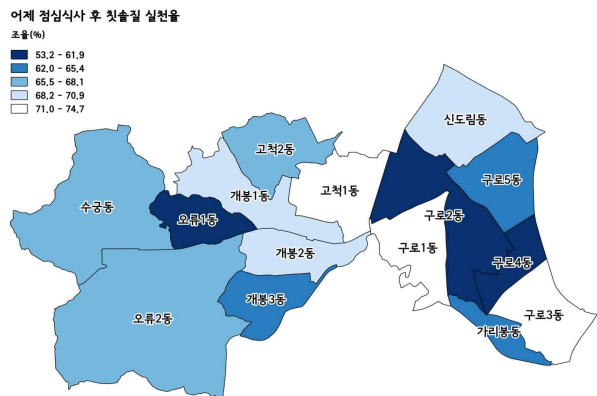 어제 점심식사 후 칫솔질 실천율
조율(%)
53.2 - 61.9
62.0 - 65.4
65.5 - 68.1
68.2 - 70.9
71.0 - 74.7
신도림동
고척2동
구로5동
개봉1동
고척1동
수궁동
오류1동
구로2동
구로1동
개봉2동
구로4동
개봉3동
구로3동
오류2동
가리봉동